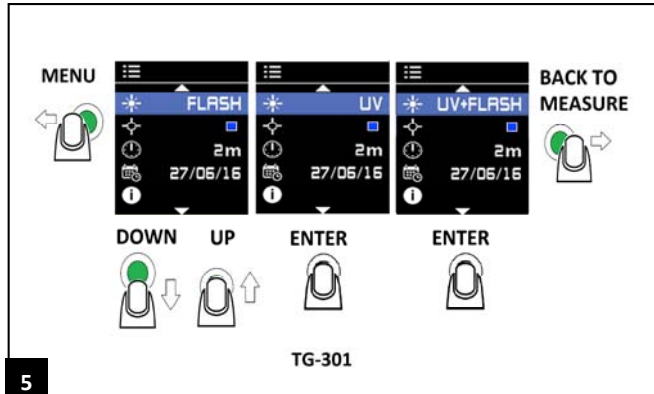 MENU
FLASH
2m
27/06/16
i
UV
2m
27/06/16
i
UV+FLASH
2m
27/06/16
i
BACK TO
MEASURE
DOWN UP ENTER ENTER
TG-301
5